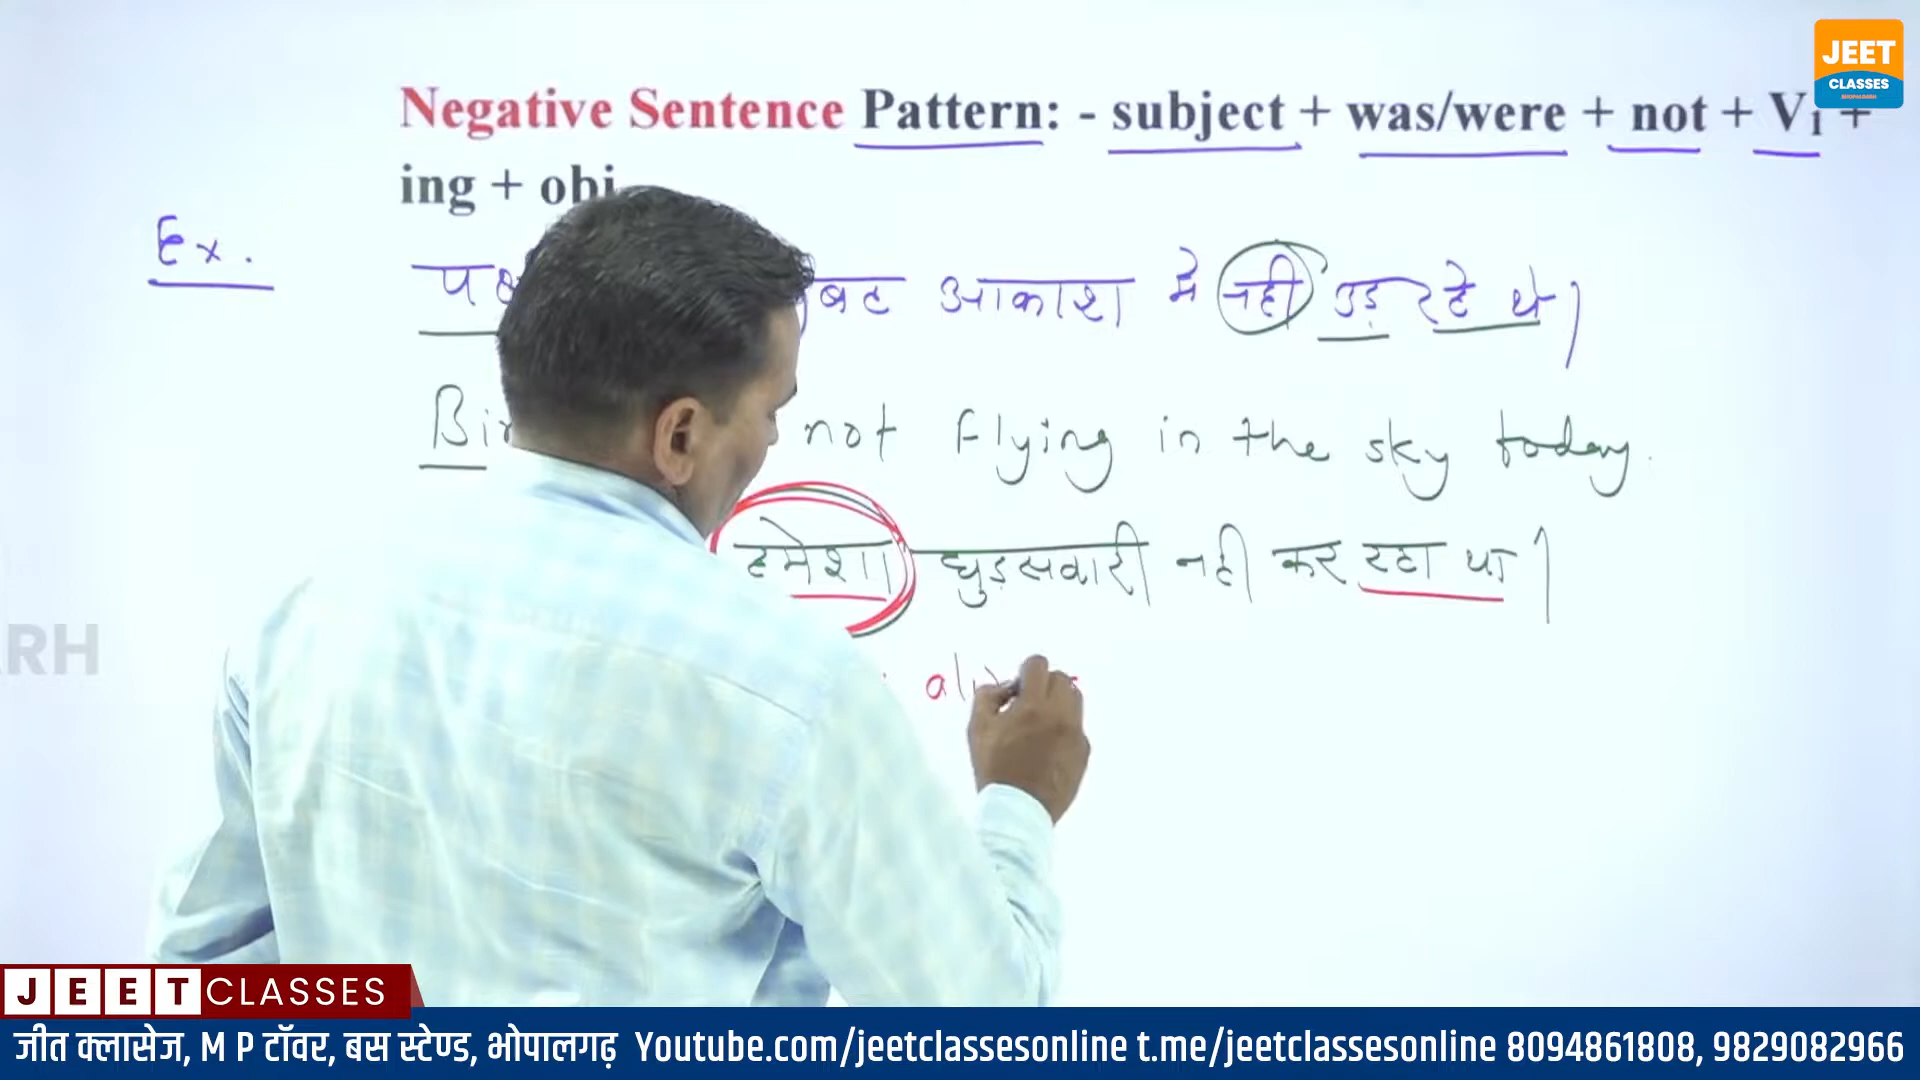 JEET
CLASSES
Negative Sentence Pattern: - subject + was/were + not + V₁ +
ing + obj
Ex.
आकाश मे नही उड़ रहे थे।
not flying in the sky today.
हमेशा घुड़सवारी नही कर रहा था।
RH
JEET CLASSES
जीत क्लासेज, M P टॉवर, बस स्टेण्ड, भोपालगढ़ Youtube.com/jeetclassesonline t.me/jeetclassesonline 8094861808, 9829082966